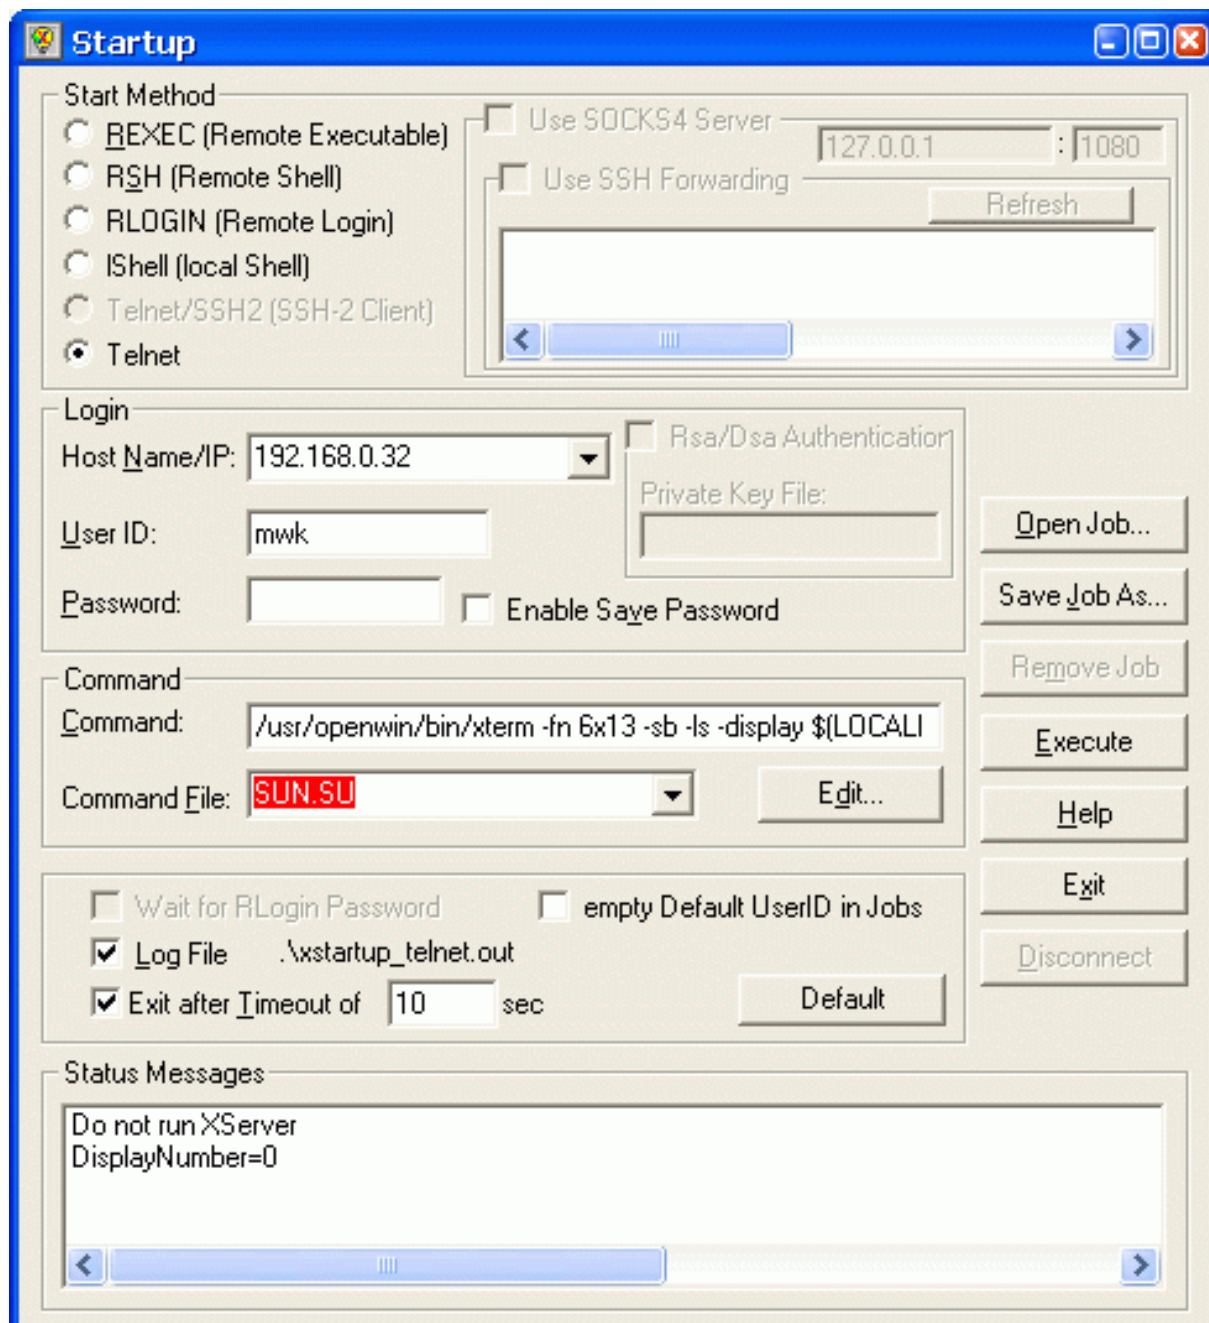 Startup
Start Method
REXEC (Remote Executable)
RSH (Remote Shell)
RLOGIN (Remote Login)
lShell (local Shell)
Telnet/SSH2 (SSH-2 Client)
Telnet
Use SOCKS4 Server
127.0.0.1 : 1080
Use SSH Forwarding
Refresh
Login
Host Name/IP: 192.168.0.32
User ID: mwk
Password:
Enable Save Password
Rsa/Dsa Authentication
Private Key File:
Command
Command: /usr/openwin/bin/xterm -fn 6x13 -sb -ls -display $(LOCALI
Command File: SUN.SU
Edit...
Wait for RLogin Password
empty Default UserID in Jobs
Log File .\xstartup_telnet.out
Exit after Timeout of 10 sec
Default
Open Job...
Save Job As...
Remove Job
Execute
Help
Exit
Disconnect
Status Messages
Do not run XServer
DisplayNumber=0